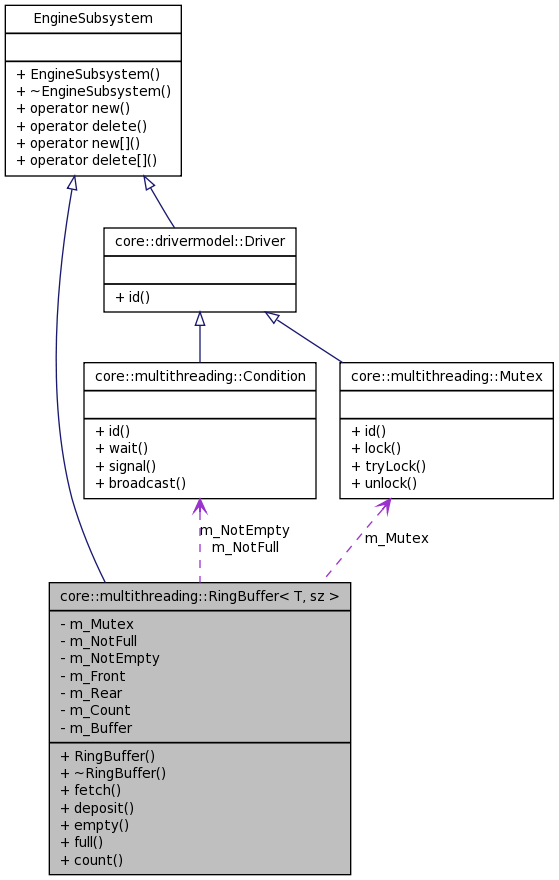 EngineSubsystem
+ EngineSubsystem()
+ ~EngineSubsystem()
+ operator new()
+ operator delete()
+ operator new[]()
+ operator delete[]()
core::drivermodel::Driver
+ id()
core::multithreading::Condition
+ id()
+ wait()
+ signal()
+ broadcast()
core::multithreading::Mutex
+ id()
+ lock()
+ tryLock()
+ unlock()
m_NotEmpty
m_NotFull
m_Mutex
core::multithreading::RingBuffer< T, sz >
- m_Mutex
- m_NotFull
- m_NotEmpty
- m_Front
- m_Rear
- m_Count
- m_Buffer
+ RingBuffer()
+ ~RingBuffer()
+ fetch()
+ deposit()
+ empty()
+ full()
+ count()